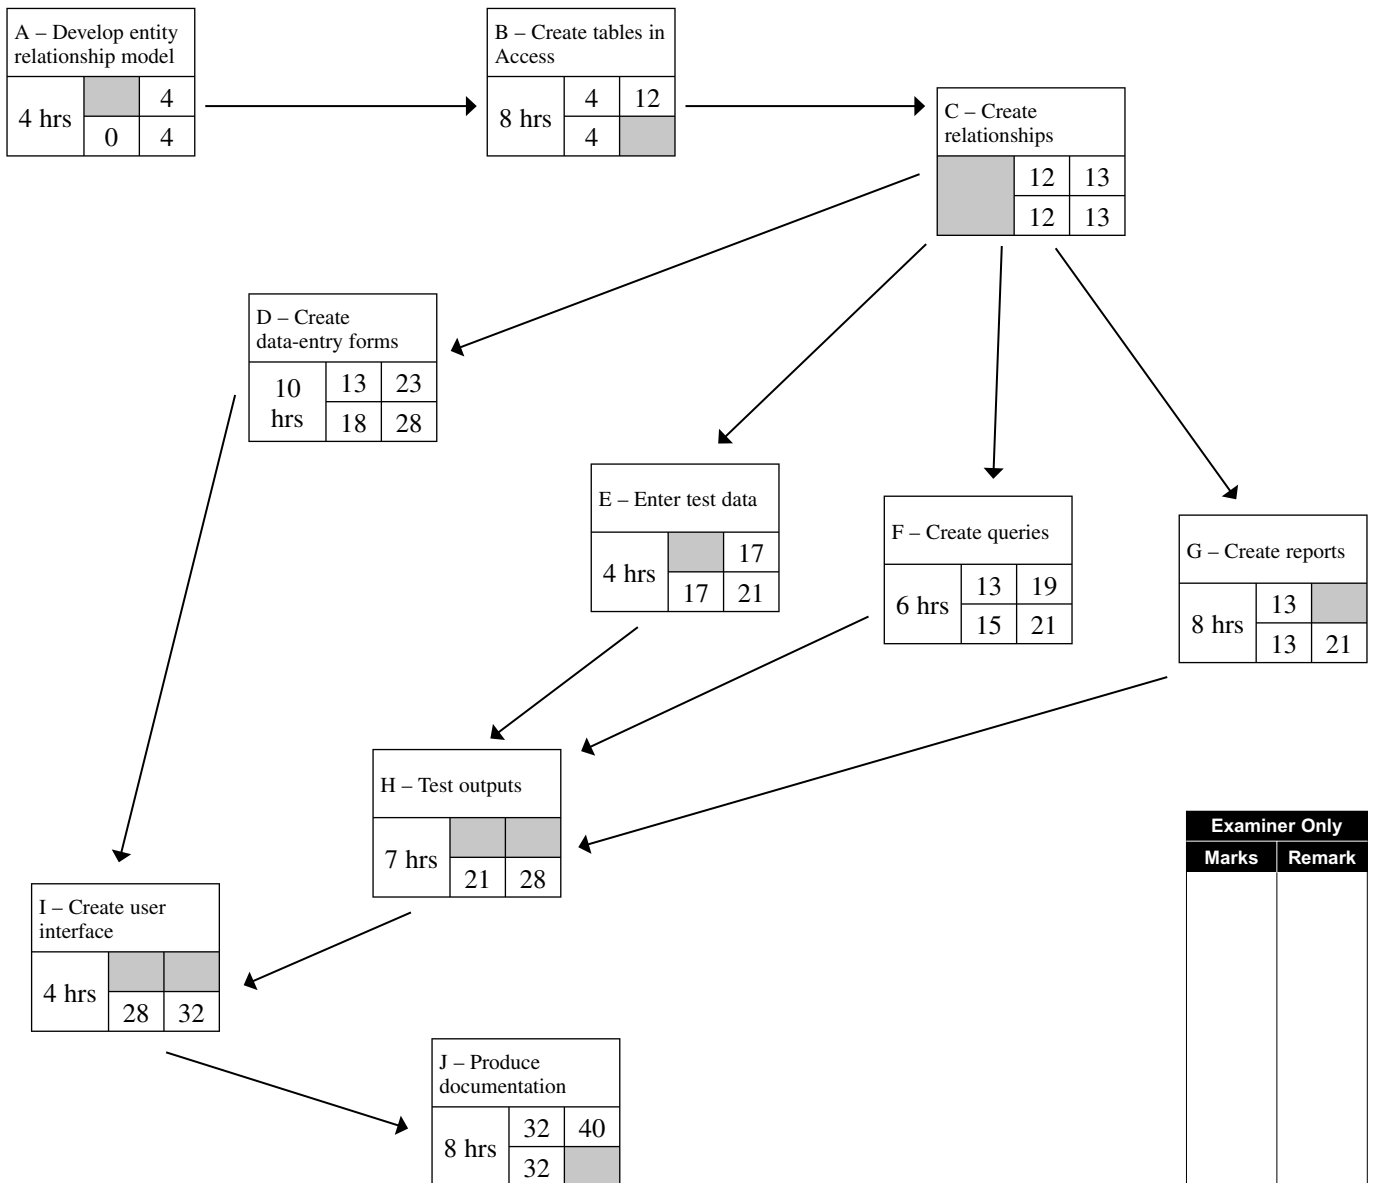 A – Develop entity
relationship model
4 hrs
4
0 4
B – Create tables in
Access
8 hrs
4 12
4
C – Create
relationships
12 13
12 13
D – Create
data-entry forms
10
hrs
13 23
18 28
E – Enter test data
4 hrs
17
17 21
F – Create queries
6 hrs
13 19
15 21
G – Create reports
8 hrs
13
13 21
H – Test outputs
7 hrs
21 28
I – Create user
interface
4 hrs
28 32
J – Produce
documentation
8 hrs
32 40
32
Examiner Only
Marks Remark